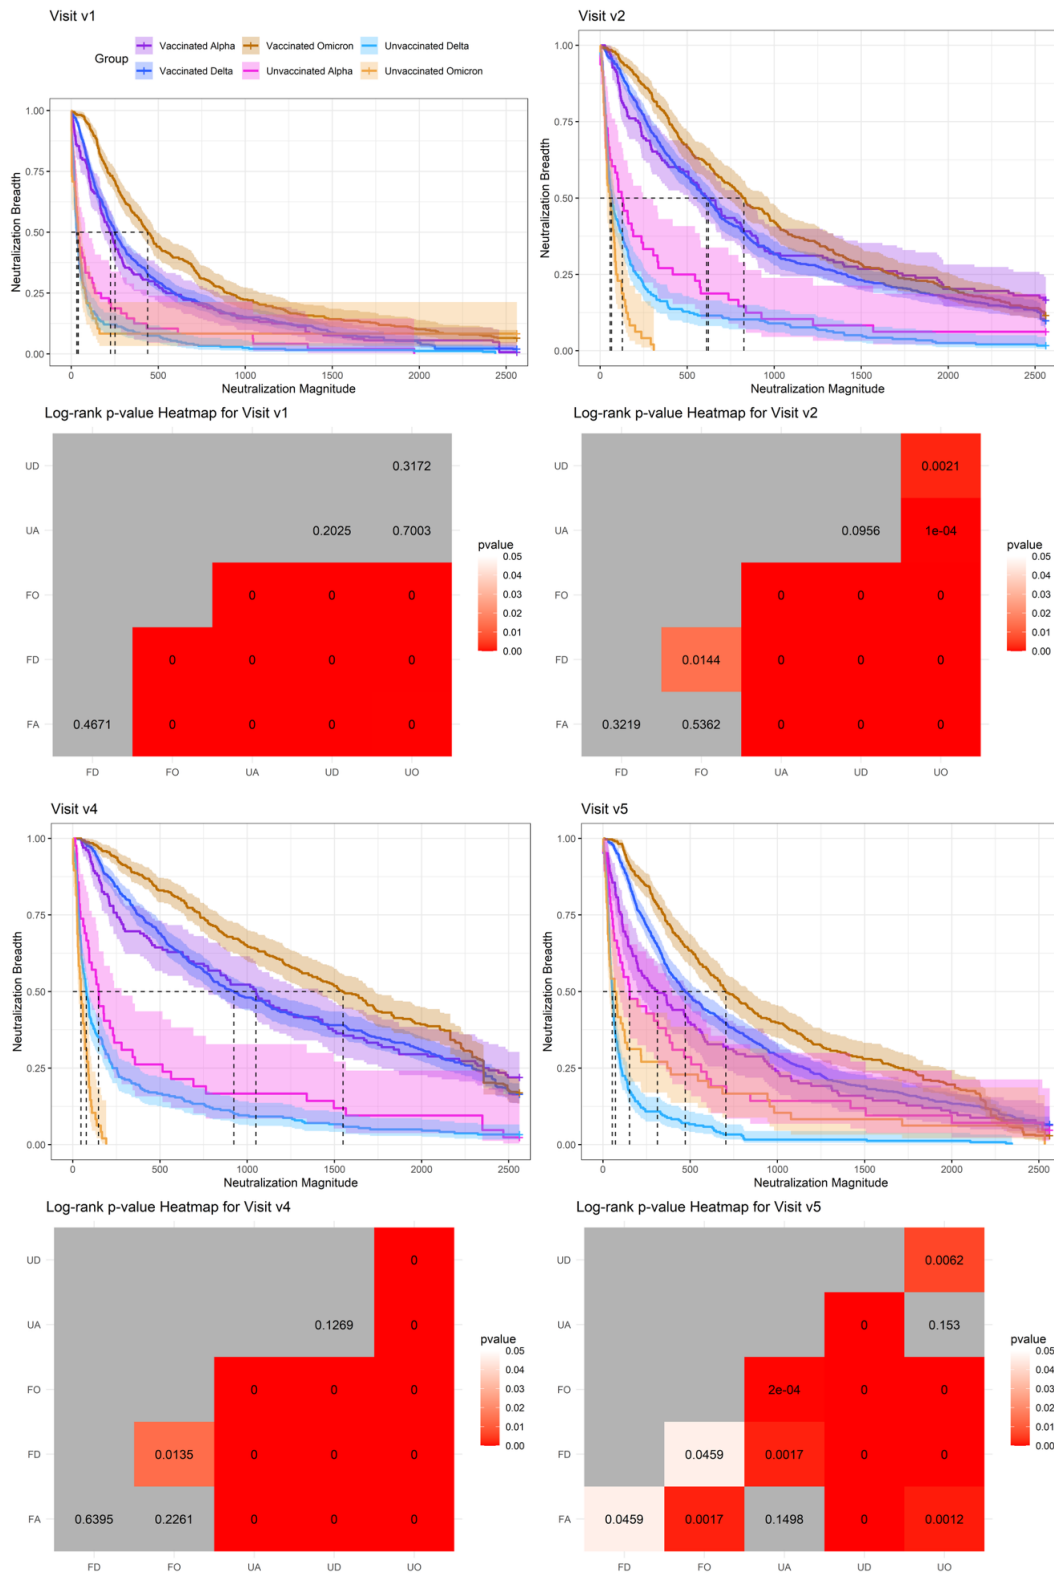 Visit v1
Group
Vaccinated Alpha
Vaccinated Omicron
Unvaccinated Delta
Vaccinated Delta
Unvaccinated Alpha
Unvaccinated Omicron
1.00
0.75
0.50
0.25
0.00
Neutralization Breadth
0
500
1000
1500
2000
2500
Neutralization Magnitude
Visit v2
1.00
0.75
0.50
0.25
0.00
Neutralization Breadth
0
500
1000
1500
2000
2500
Neutralization Magnitude
Log-rank p-value Heatmap for Visit v1
UD
0.3172
UA
0.2025
0.7003
FO
0
0
0
FD
0
0
0
0
FA
0.4671
0
0
0
0
FD
FO
UA
UD
UO
pvalue
0.05
0.04
0.03
0.02
0.01
0.00
Log-rank p-value Heatmap for Visit v2
UD
0.0021
UA
0.0956
1e-04
FO
0
0
0
FD
0.0144
0
0
0
FA
0.3219
0.5362
0
0
0
FD
FO
UA
UD
UO
pvalue
0.05
0.04
0.03
0.02
0.01
0.00
Visit v4
1.00
0.75
0.50
0.25
0.00
Neutralization Breadth
0
500
1000
1500
2000
2500
Neutralization Magnitude
Visit v5
1.00
0.75
0.50
0.25
0.00
Neutralization Breadth
0
500
1000
1500
2000
2500
Neutralization Magnitude
Log-rank p-value Heatmap for Visit v4
UD
0
UA
0.1269
0
FO
0
0
0
FD
0.0135
0
0
0
FA
0.6395
0.2261
0
0
0
FD
FO
UA
UD
UO
pvalue
0.05
0.04
0.03
0.02
0.01
0.00
Log-rank p-value Heatmap for Visit v5
UD
0.0062
UA
0
0.153
FO
2e-04
0
0
FD
0.0459
0.0017
0
0
FA
0.0459
0.0017
0.1498
0
0.0012
FD
FO
UA
UD
UO
pvalue
0.05
0.04
0.03
0.02
0.01
0.00